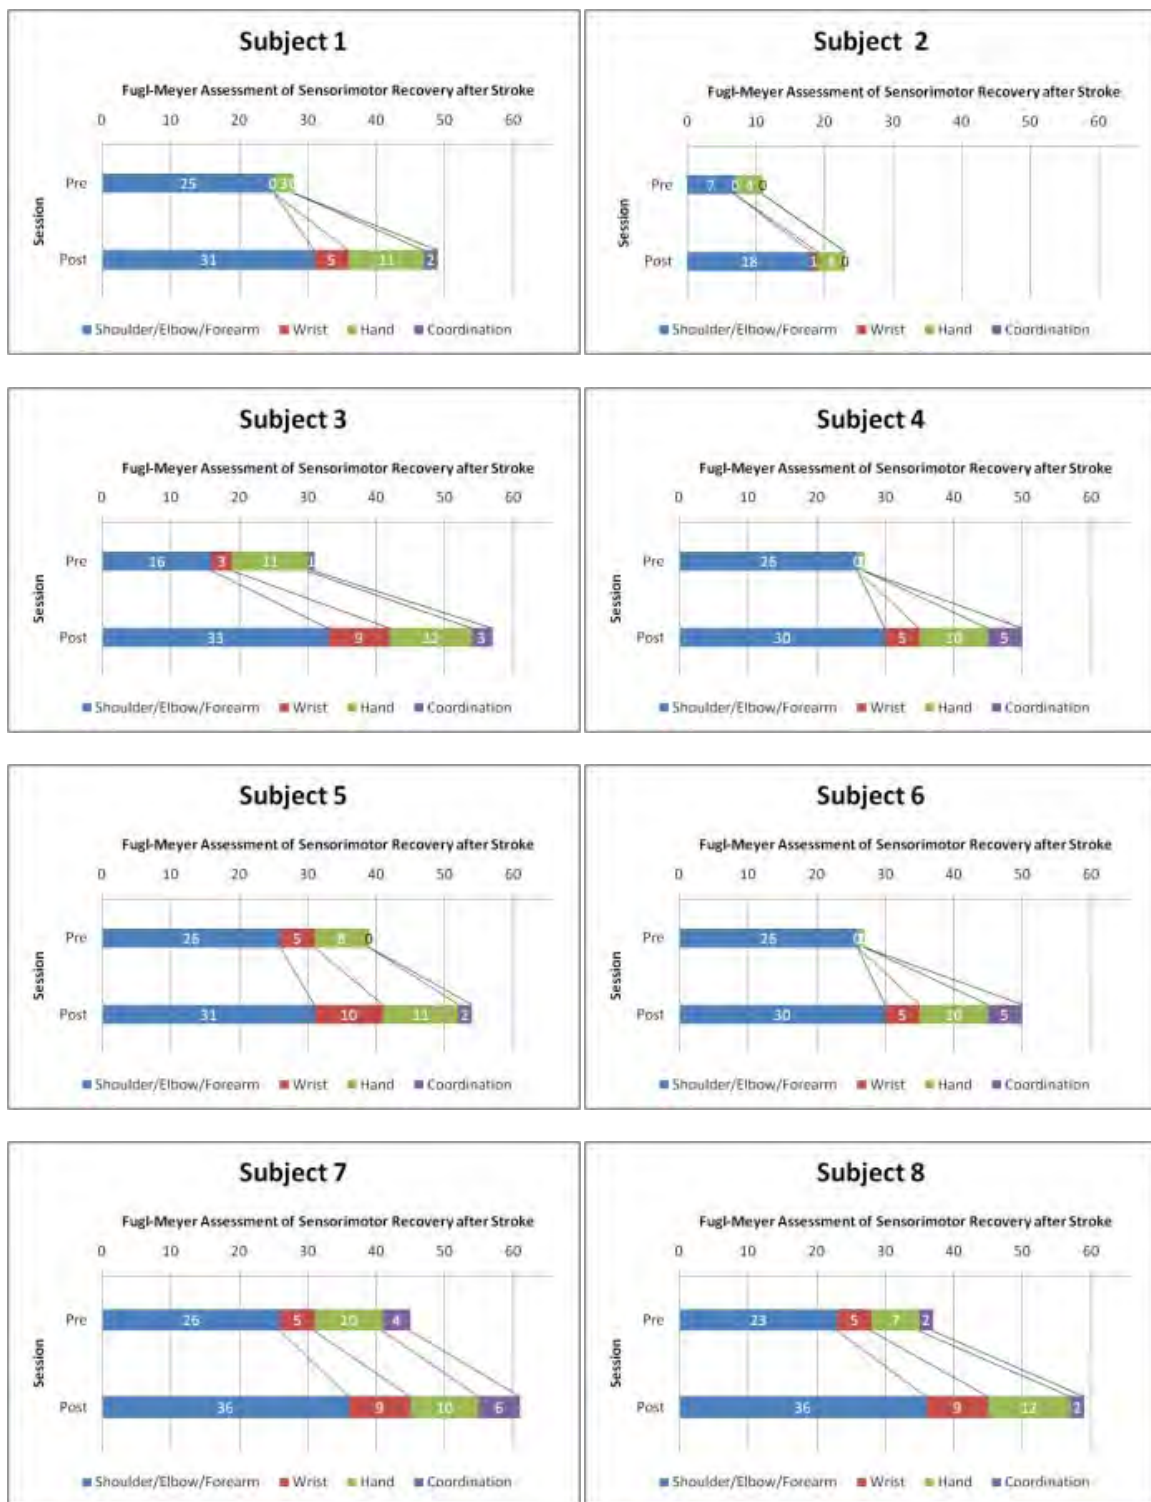 Subject 1
Fugl-Meyer Assessment of Sensorimotor Recovery after Stroke
0 10 20 30 40 50 60
Session
Pre 25 0 3
Post 31 5 11 2
Shoulder/Elbow/Forearm Wrist Hand Coordination
Subject 2
Fugl-Meyer Assessment of Sensorimotor Recovery after Stroke
0 10 20 30 40 50 60
Session
Pre 7 0 4 0
Post 18 1 0
Shoulder/Elbow/Forearm Wrist Hand Coordination
Subject 3
Fugl-Meyer Assessment of Sensorimotor Recovery after Stroke
0 10 20 30 40 50 60
Session
Pre 16 3 11 1
Post 33 9 12 3
Shoulder/Elbow/Forearm Wrist Hand Coordination
Subject 4
Fugl-Meyer Assessment of Sensorimotor Recovery after Stroke
0 10 20 30 40 50 60
Session
Pre 26 0
Post 30 5 10 5
Shoulder/Elbow/Forearm Wrist Hand Coordination
Subject 5
Fugl-Meyer Assessment of Sensorimotor Recovery after Stroke
0 10 20 30 40 50 60
Session
Pre 26 5 8 0
Post 31 10 11 2
Shoulder/Elbow/Forearm Wrist Hand Coordination
Subject 6
Fugl-Meyer Assessment of Sensorimotor Recovery after Stroke
0 10 20 30 40 50 60
Session
Pre 26 0
Post 30 5 10 5
Shoulder/Elbow/Forearm Wrist Hand Coordination
Subject 7
Fugl-Meyer Assessment of Sensorimotor Recovery after Stroke
0 10 20 30 40 50 60
Session
Pre 26 5 10 4
Post 36 9 10 6
Shoulder/Elbow/Forearm Wrist Hand Coordination
Subject 8
Fugl-Meyer Assessment of Sensorimotor Recovery after Stroke
0 10 20 30 40 50 60
Session
Pre 23 5 7 2
Post 36 9 12 2
Shoulder/Elbow/Forearm Wrist Hand Coordination